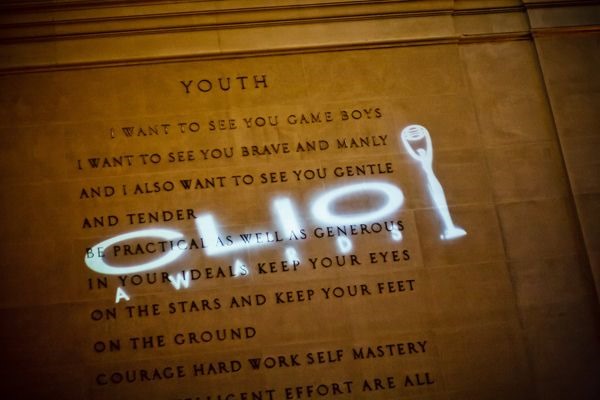 YOUTH
I WANT TO SEE YOU GAME BOYS
I WANT TO SEE YOU BRAVE AND MANLY
AND I ALSO WANT TO SEE YOU GENTLE
AND TENDER
BE PRACTICAL AS WELL AS GENEROUS
IN YOUR IDEALS KEEP YOUR EYES
ON THE STARS AND KEEP YOUR FEET
ON THE GROUND
COURAGE HARD WORK SELF MASTERY
EFFORT ARE ALL
CLIO
AWARDS